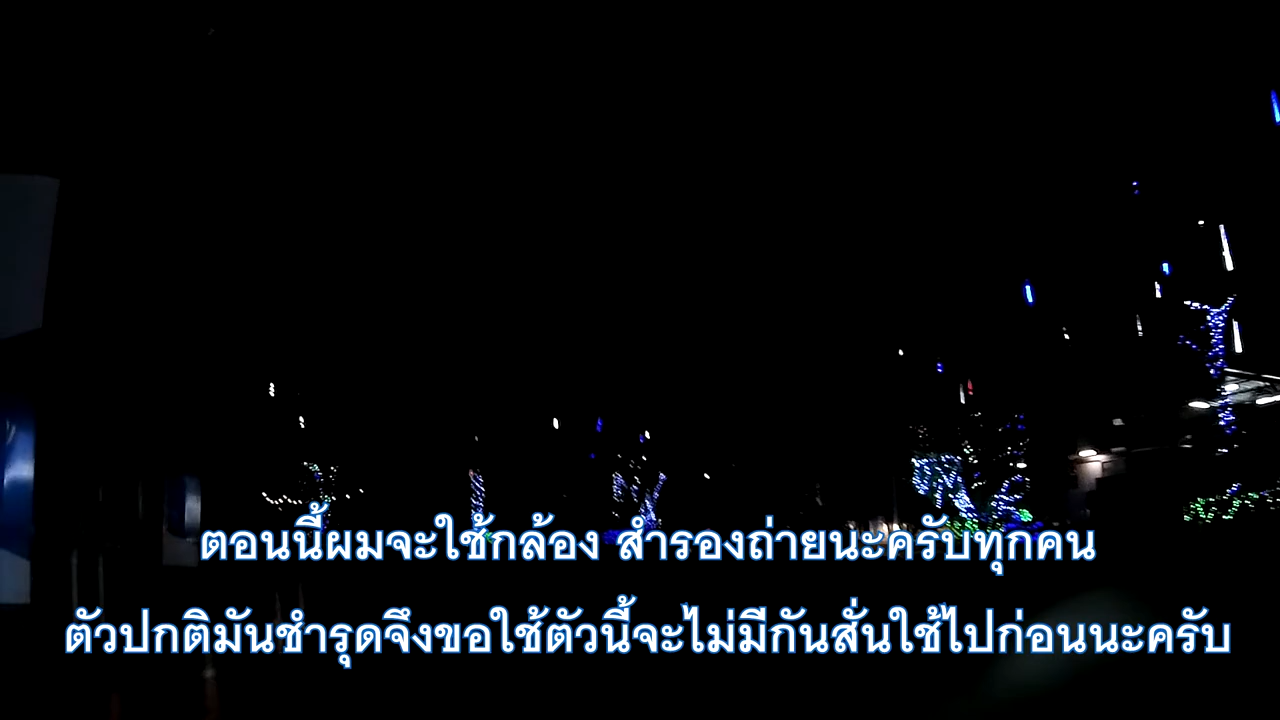 ตอนนี้ผมจะใช้กล้อง สำรองถ่ายนะครับทุกคน
ตัวปกติมันชำรุดจึงขอใช้ตัวนี้จะไม่มีกันสั่นใช้ไปก่อนนะครับ